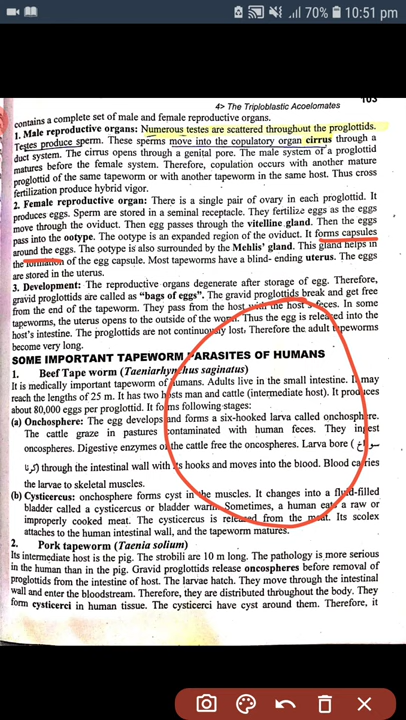 70% 10:51 pm
103
4> The Triploblastic Acoelomates
contains a complete set of male and female reproductive organs.
1. Male reproductive organs: Numerous testes are scattered throughout the proglottids.
Testes produce sperm. These sperms move into the copulatory organ cirrus through a
duct system. The cirrus opens through a genital pore. The male system of a proglottid
matures before the female system. Therefore, copulation occurs with another mature
proglottid of the same tapeworm or with another tapeworm in the same host. Thus cross
fertilization produce hybrid vigor.
2. Female reproductive organ: There is a single pair of ovary in each proglottid. It
produces eggs. Sperm are stored in a seminal receptacle. They fertilize eggs as the eggs
move through the oviduct. Then egg passes through the vitelline gland. Then the eggs
pass into the ootype. The ootype is an expanded region of the oviduct. It forms capsules
around the eggs. The ootype is also surrounded by the Mehlis' gland. This gland helps in
the formation of the egg capsule. Most tapeworms have a blind- ending uterus. The eggs
are stored in the uterus.
3. Development: The reproductive organs degenerate after storage of egg. Therefore,
gravid proglottids are called as "bags of eggs". The gravid proglottids break and get free
from the end of the tapeworm. They pass from the host with the host's feces. In some
tapeworms, the uterus opens to the outside of the worm. Thus the egg is released into the
host's intestine. The proglottids are not continuously lost. Therefore the adult tapeworms
become very long.
SOME IMPORTANT TAPEWORM PARASITES OF HUMANS
1. Beef Tape worm (Taeniarhynchus saginatus)
It is medically important tapeworm of humans. Adults live in the small intestine. It may
reach the lengths of 25 m. It has two hosts man and cattle (intermediate host). It produces
about 80,000 eggs per proglottid. It forms following stages:
(a) Onchosphere: The egg develops and forms a six-hooked larva called onchosphere.
The cattle graze in pastures contaminated with human feces. They ingest
oncospheres. Digestive enzymes of the cattle free the oncospheres. Larva bore (سوراخ
کرنا) through the intestinal wall with its hooks and moves into the blood. Blood carries
the larvae to skeletal muscles.
(b) Cysticercus: onchosphere forms cyst in the muscles. It changes into a fluid-filled
bladder called a cysticercus or bladder warm. Sometimes, a human eats a raw or
improperly cooked meat. The cysticercus is released from the meat. Its scolex
attaches to the human intestinal wall, and the tapeworm matures.
2. Pork tapeworm (Taenia solium)
Its intermediate host is the pig. The strobili are 10 m long. The pathology is more serious
in the human than in the pig. Gravid proglottids release oncospheres before removal of
proglottids from the intestine of host. The larvae hatch. They move through the intestinal
wall and enter the bloodstream. Therefore, they are distributed throughout the body. They
form cysticerci in human tissue. The cysticerci have cyst around them. Therefore, it